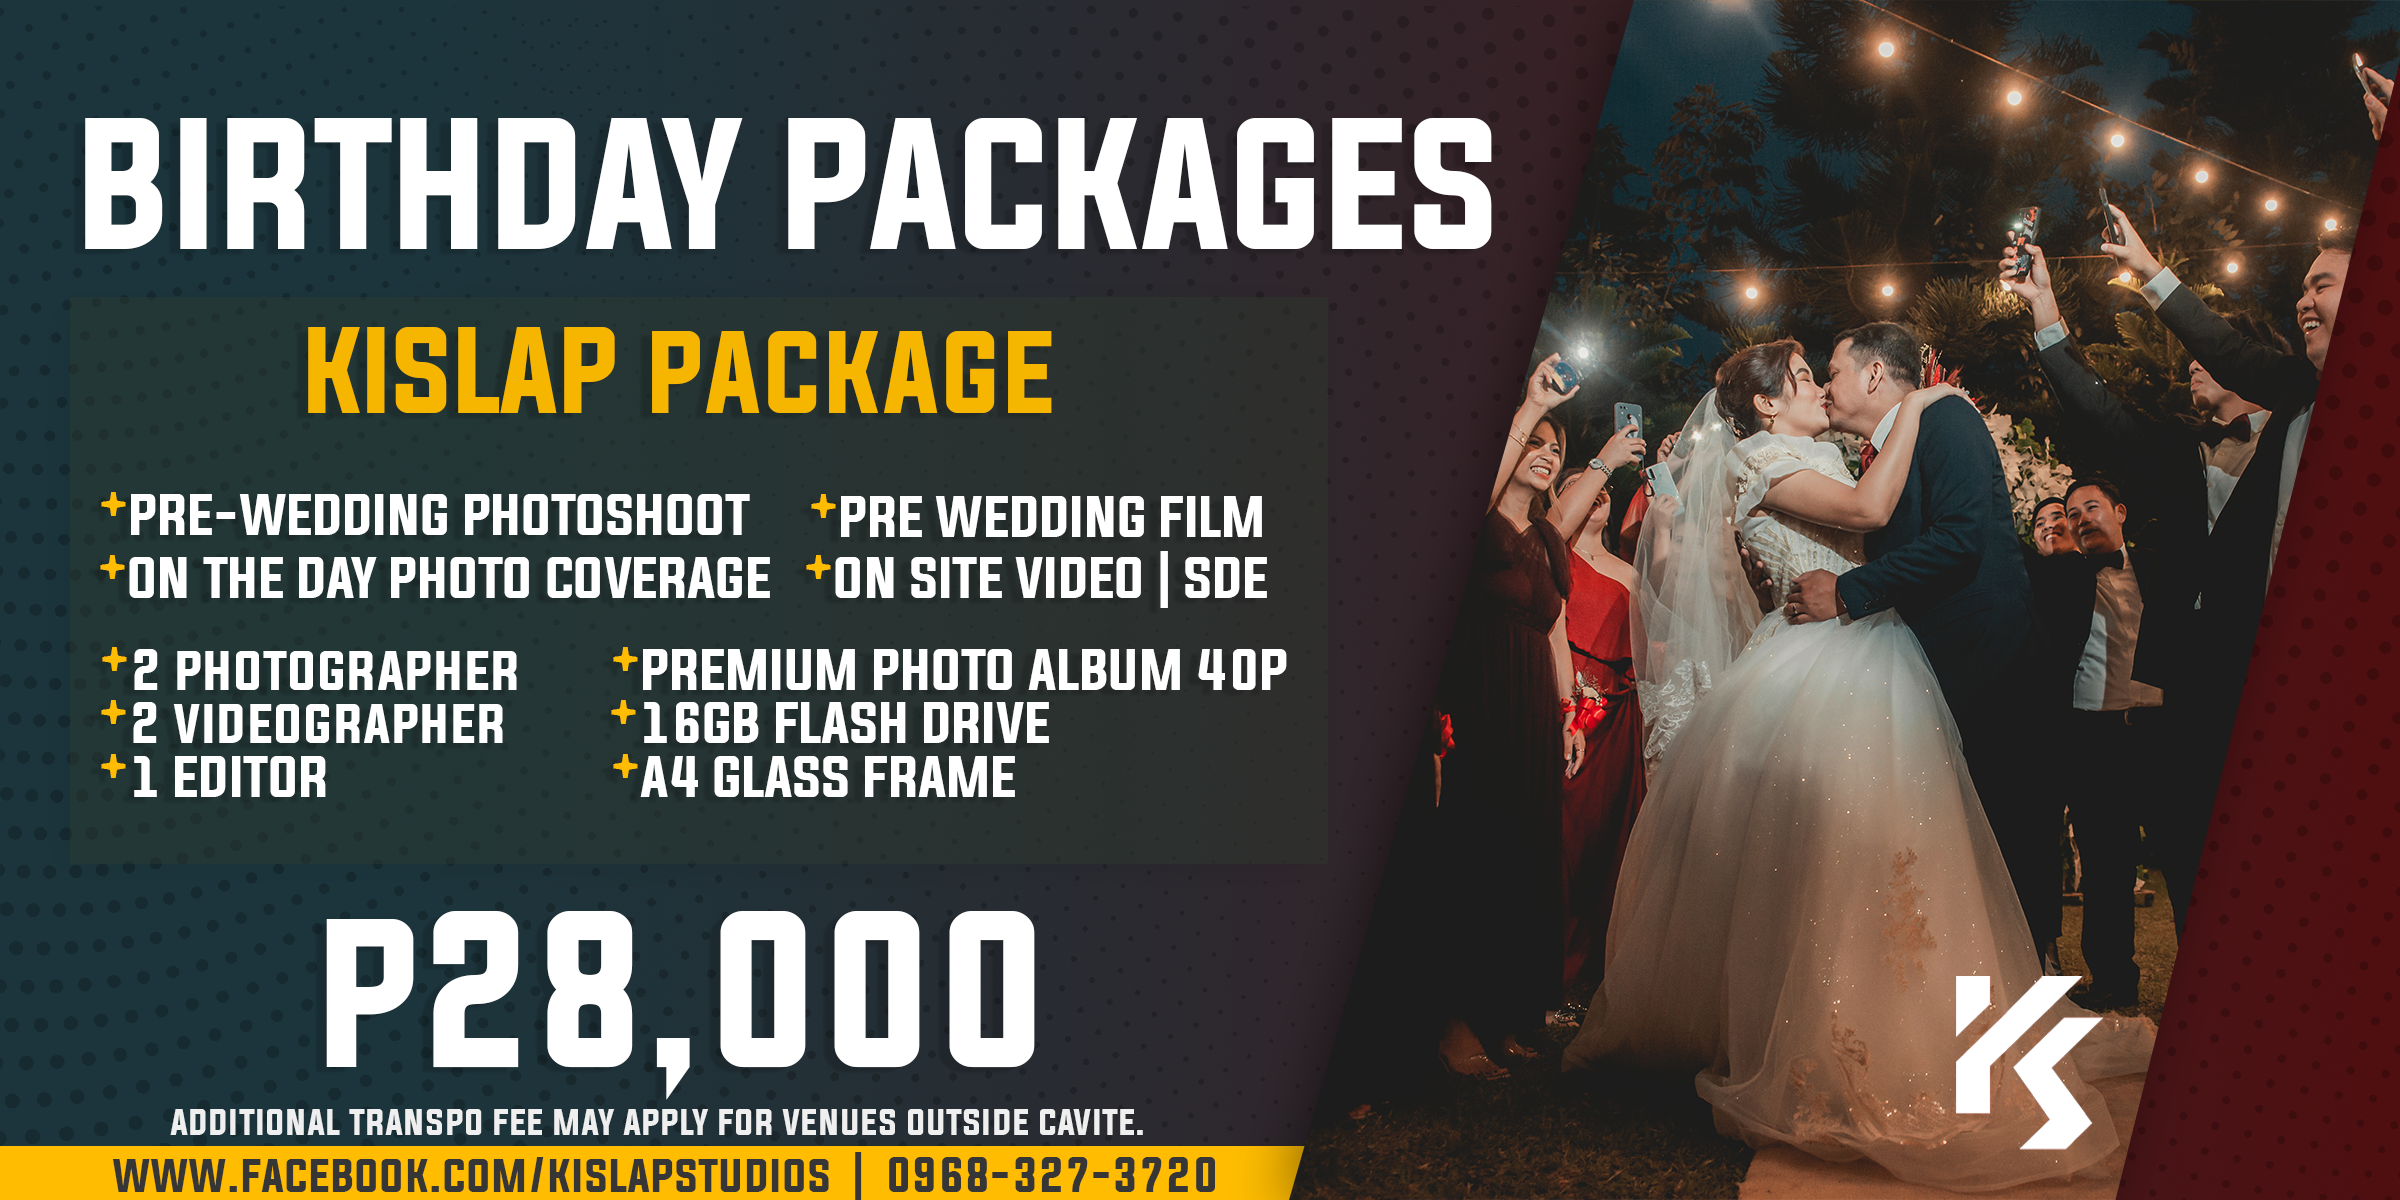 BIRTHDAY PACKAGES
KISLAP PACKAGE
+PRE-WEDDING PHOTOSHOOT
+PRE WEDDING FILM
+ON THE DAY PHOTO COVERAGE
+ON SITE VIDEO | SDE
+2 PHOTOGRAPHER
+2 VIDEOGRAPHER
+1 EDITOR
+PREMIUM PHOTO ALBUM 40P
+16GB FLASH DRIVE
+A4 GLASS FRAME
P28,000
ADDITIONAL TRANSPO FEE MAY APPLY FOR VENUES OUTSIDE CAVITE.
WWW.FACEBOOK.COM/KISLAPSTUDIOS | 0968-327-3720
KS